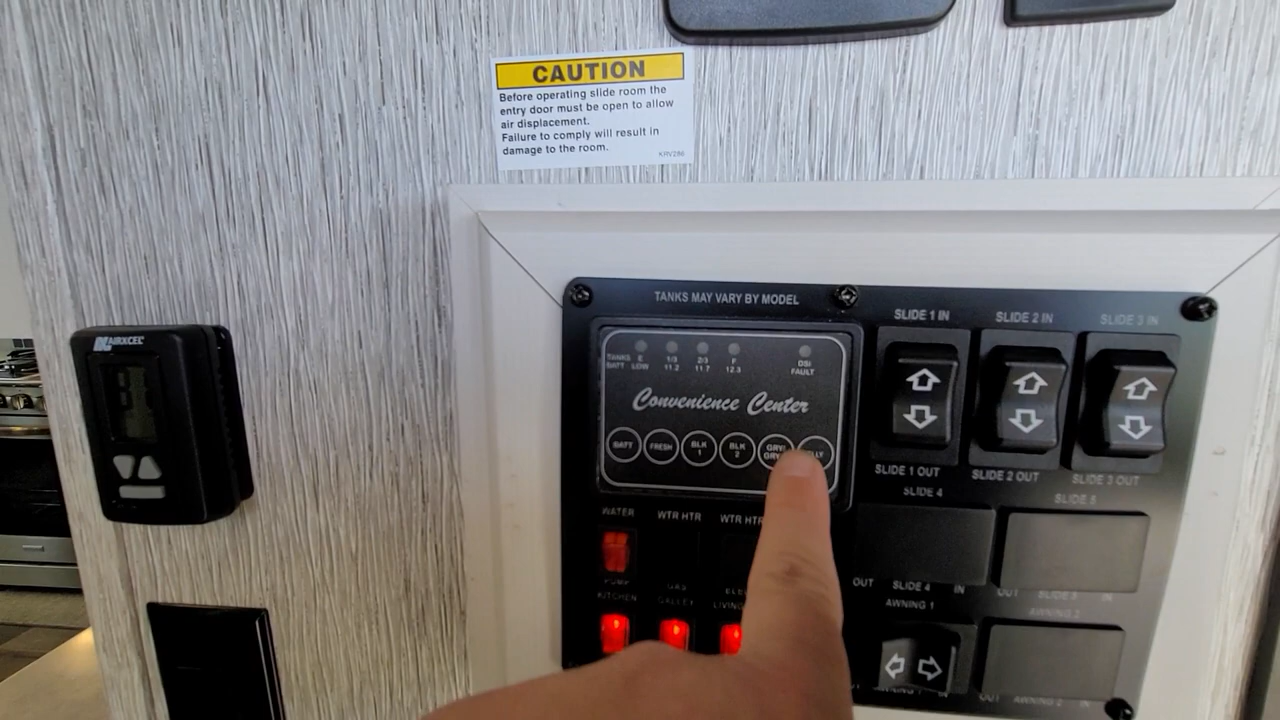 CAUTION
Before operating slide room the
entry door must be open to allow
air displacement.
Failure to comply will result in
damage to the room.
KRV286
AIRXCEL
TANKS MAY VARY BY MODEL
TANKS E 1/3 2/3 F DSI
BATT LOW 11.2 11.7 12.3 FAULT
Convenience Center
BATT FRESH BLK 1 BLK 2
SLIDE 1 IN SLIDE 2 IN SLIDE 3 IN
SLIDE 1 OUT SLIDE 2 OUT SLIDE 3 OUT
SLIDE 4 SLIDE 5
WATER WTR HTR WTR HTR
PUMP GAS
OUT SLIDE 4 IN OUT SLIDE 5 IN
KITCHEN GALLEY
AWNING 1 AWNING 2
AWNING 1 OUT AWNING 2 IN